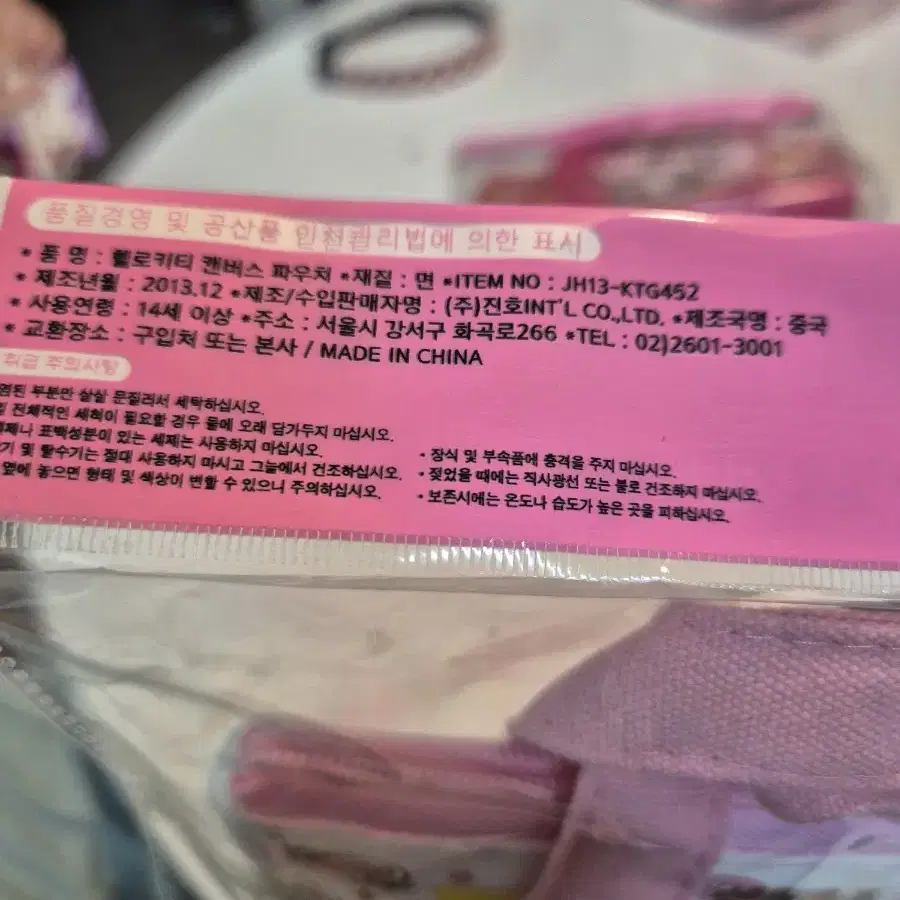 품질경영 및 공산품 안전관리법에 의한 표시
* 품 명 : 헬로키티 캔버스 파우치 *재질 : 면 *ITEM NO : JH13-KTG452
* 제조년월 : 2013.12 *제조/수입판매자명 : (주)진호INT'L CO.,LTD. *제조국명 : 중국
* 사용연령 : 14세 이상 *주소 : 서울시 강서구 화곡로266 *TEL : 02)2601-3001
* 교환장소 : 구입처 또는 본사 / MADE IN CHINA
취급 주의사항
염된 부분만 살살 문질러서 세탁하십시오.
전체적인 세척이 필요할 경우 물에 오래 담가두지 마십시오.
표백성분이 있는 세제는 사용하지 마십시오.
기 및 탈수기는 절대 사용하지 마시고 그늘에서 건조하십시오.
옆에 놓으면 형태 및 색상이 변할 수 있으니 주의하십시오.
• 장식 및 부속품에 충격을 주지 마십시오.
• 젖었을 때에는 직사광선 또는 불로 건조하지 마십시오.
• 보존시에는 온도나 습도가 높은 곳을 피하십시오.